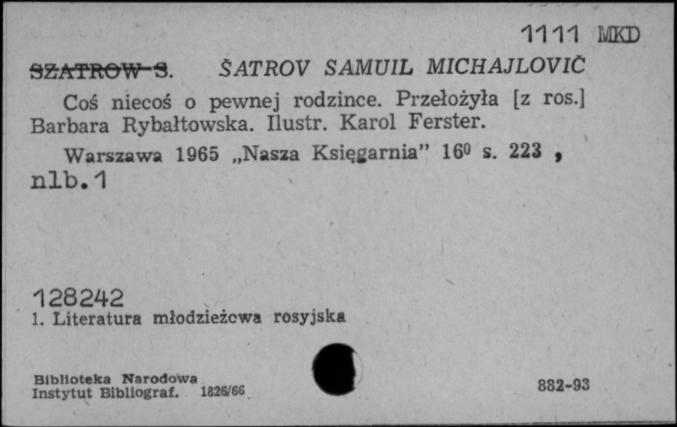 1111 MKD
SZATROW S. ŠATROV SAMUIL MICHAJLOVIČ
Coś niecoś o pewnej rodzince. Przełożyła [z ros.]
Barbara Rybałtowska. Ilustr. Karol Ferster.
Warszawa 1965 „Nasza Księgarnia” 16⁰ s. 223 ,
nlb.1
128242
1. Literatura młodzieżowa rosyjska
Biblioteka Narodowa
Instytut Bibliograf. 1826/66
882-93